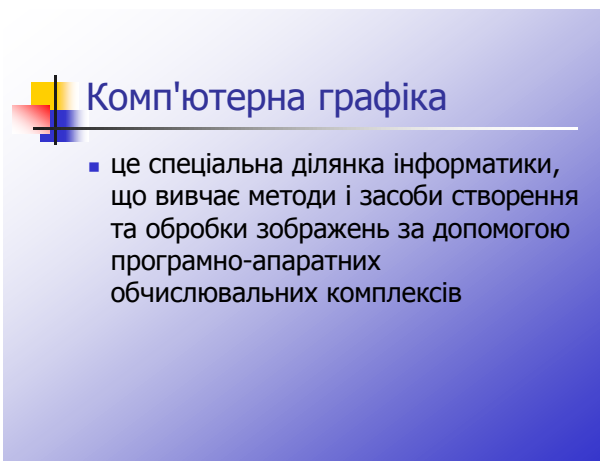 Комп'ютерна графіка
це спеціальна ділянка інформатики,
що вивчає методи і засоби створення
та обробки зображень за допомогою
програмно-апаратних
обчислювальних комплексів